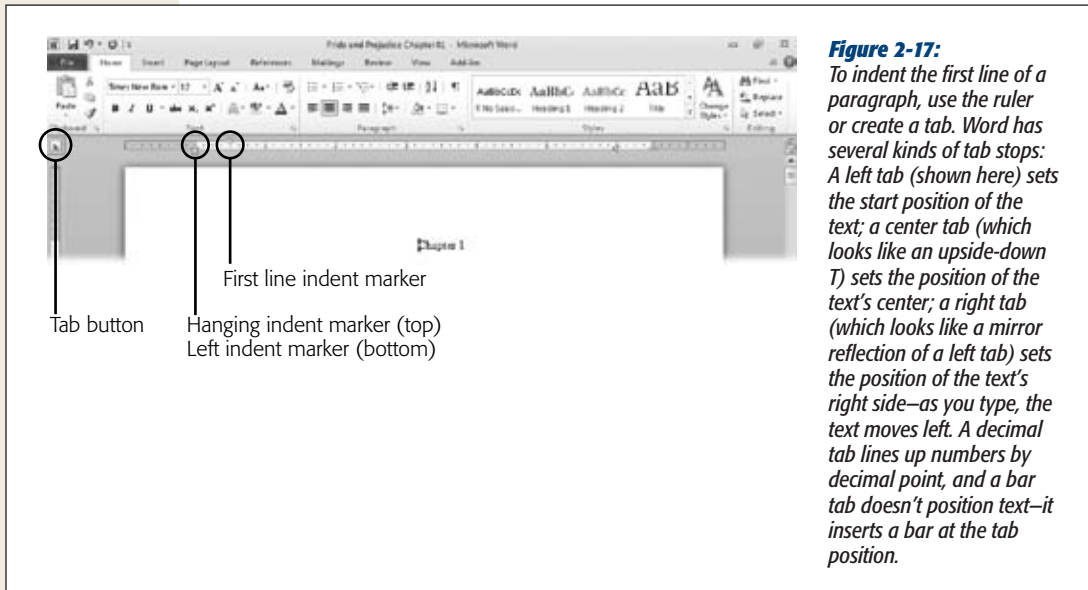 Pride and Prejudice Chapter 01 - Microsoft Word
File Home Insert Page Layout References Mailings Review View Add-Ins
Times New Roman 12
Find
Replace
Paste
Change Styles
Select
Heading 1 Heading 2 Title
Font Paragraph Styles Editing
Chapter 1
First line indent marker
Tab button
Hanging indent marker (top)
Left indent marker (bottom)
Figure 2-17:
To indent the first line of a
paragraph, use the ruler
or create a tab. Word has
several kinds of tab stops:
A left tab (shown here) sets
the start position of the
text; a center tab (which
looks like an upside-down
T) sets the position of the
text's center; a right tab
(which looks like a mirror
reflection of a left tab) sets
the position of the text's
right side—as you type, the
text moves left. A decimal
tab lines up numbers by
decimal point, and a bar
tab doesn't position text—it
inserts a bar at the tab
position.